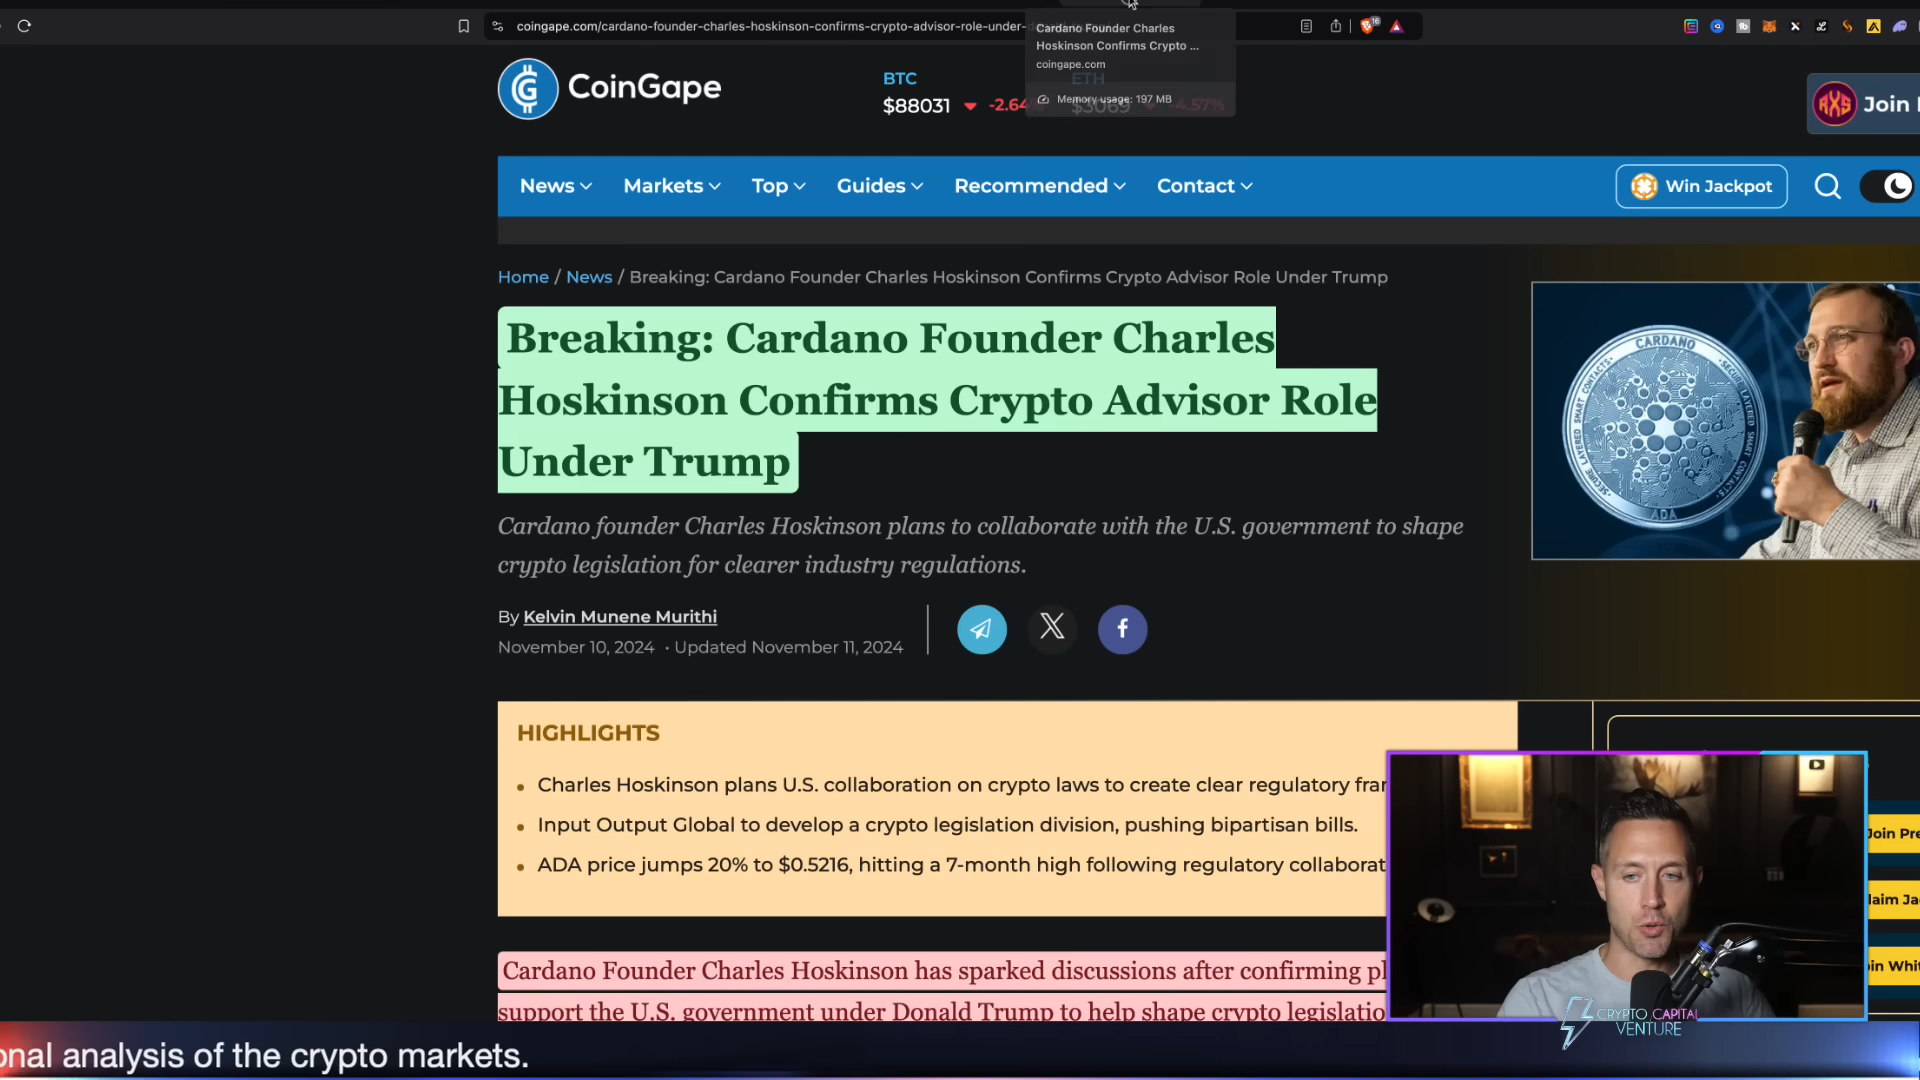 coingape.com/cardano-founder-charles-hoskinson-confirms-crypto-advisor-role-under-
16
Cardano Founder Charles
Hoskinson Confirms Crypto ...
coingape.com
Memory usage: 197 MB
CoinGape
BTC
$88031
-2.64
ETH
$3069
-4.57%
Join
News
Markets
Top
Guides
Recommended
Contact
Win Jackpot
Home / News / Breaking: Cardano Founder Charles Hoskinson Confirms Crypto Advisor Role Under Trump
Breaking: Cardano Founder Charles
Hoskinson Confirms Crypto Advisor Role
Under Trump
CARDANO
ADA
Cardano founder Charles Hoskinson plans to collaborate with the U.S. government to shape
crypto legislation for clearer industry regulations.
By Kelvin Munene Murithi
November 10, 2024 • Updated November 11, 2024
HIGHLIGHTS
• Charles Hoskinson plans U.S. collaboration on crypto laws to create clear regulatory fra
• Input Output Global to develop a crypto legislation division, pushing bipartisan bills.
• ADA price jumps 20% to $0.5216, hitting a 7-month high following regulatory collaborat
Join Pre
laim Ja
oin Whit
Cardano Founder Charles Hoskinson has sparked discussions after confirming pl
support the U.S. government under Donald Trump to help shape crypto legislatio
CRYPTO CAPITAL
VENTURE
onal analysis of the crypto markets.